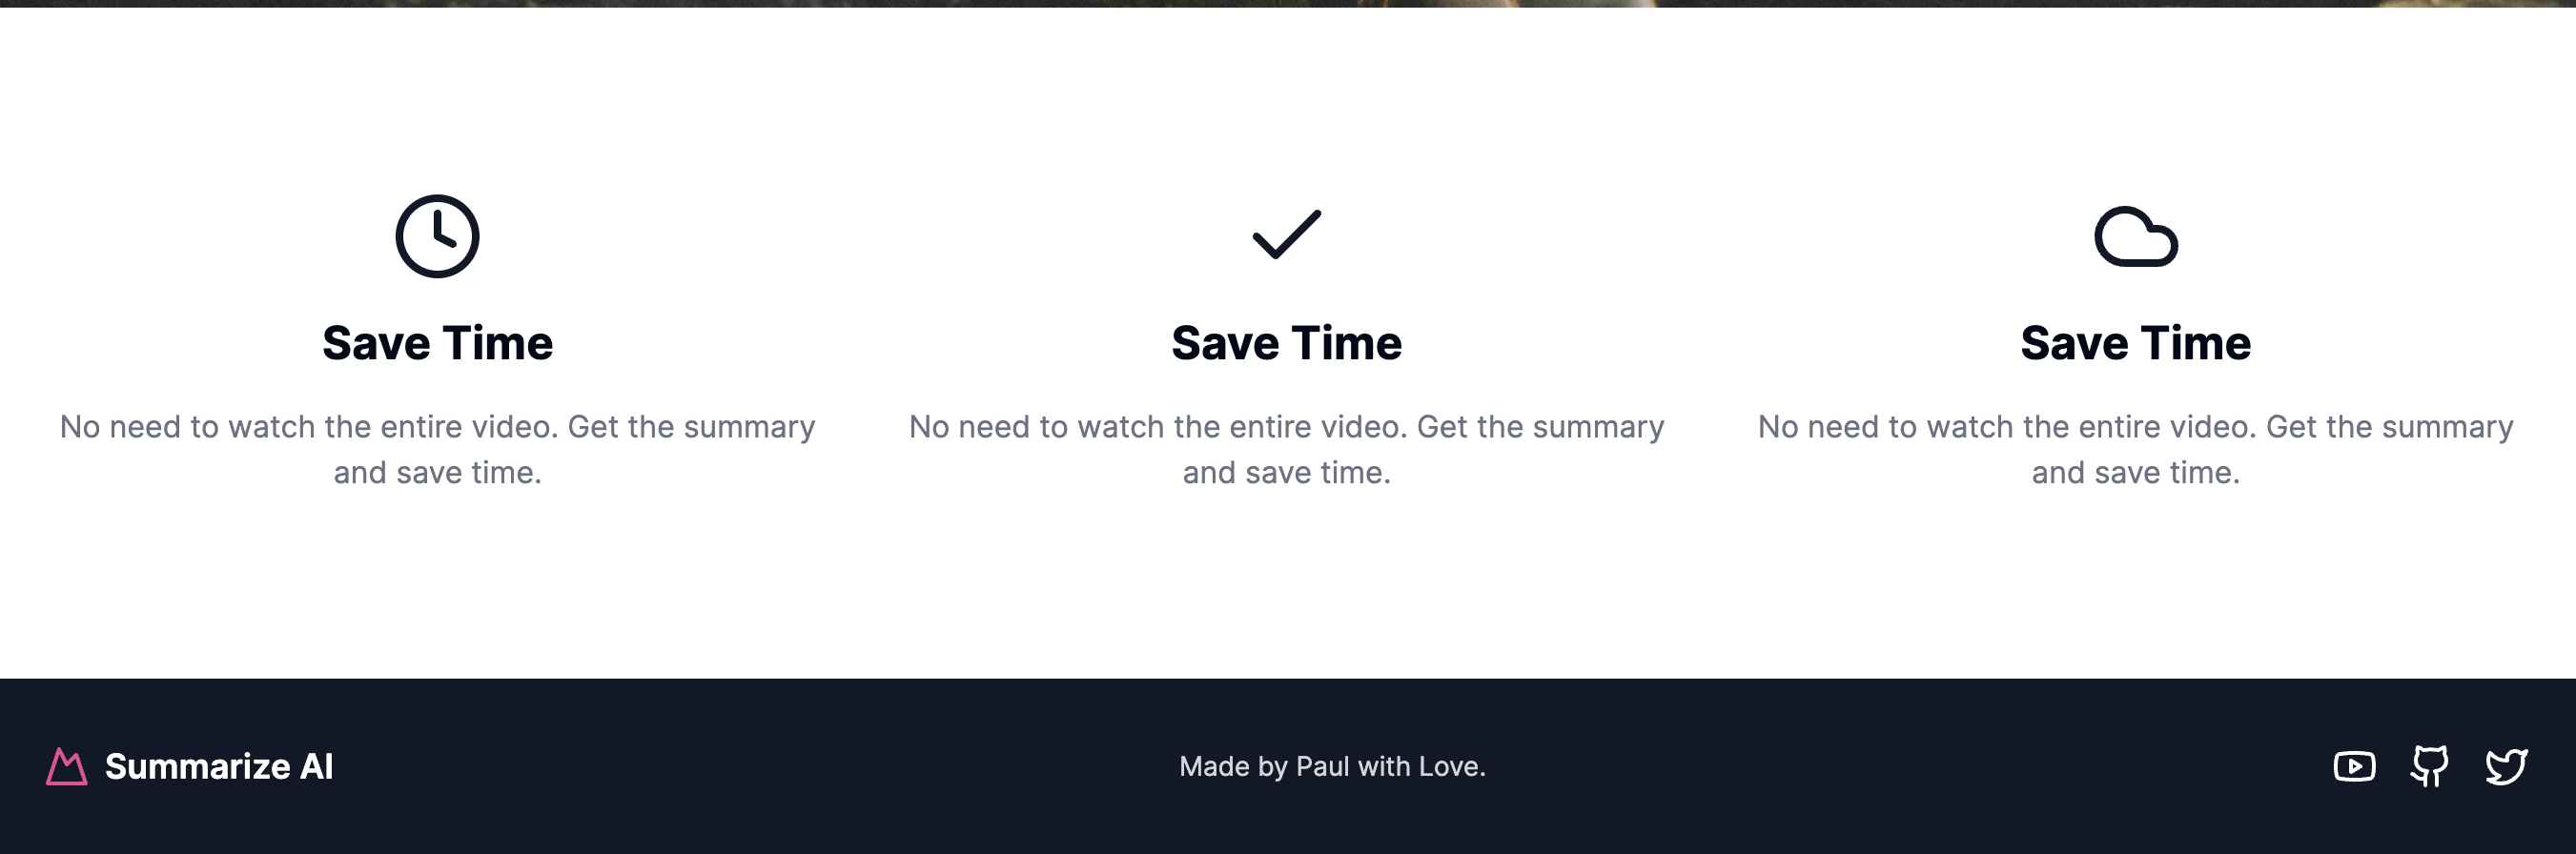 Save Time
No need to watch the entire video. Get the summary
and save time.
Save Time
No need to watch the entire video. Get the summary
and save time.
Save Time
No need to watch the entire video. Get the summary
and save time.
Summarize AI
Made by Paul with Love.